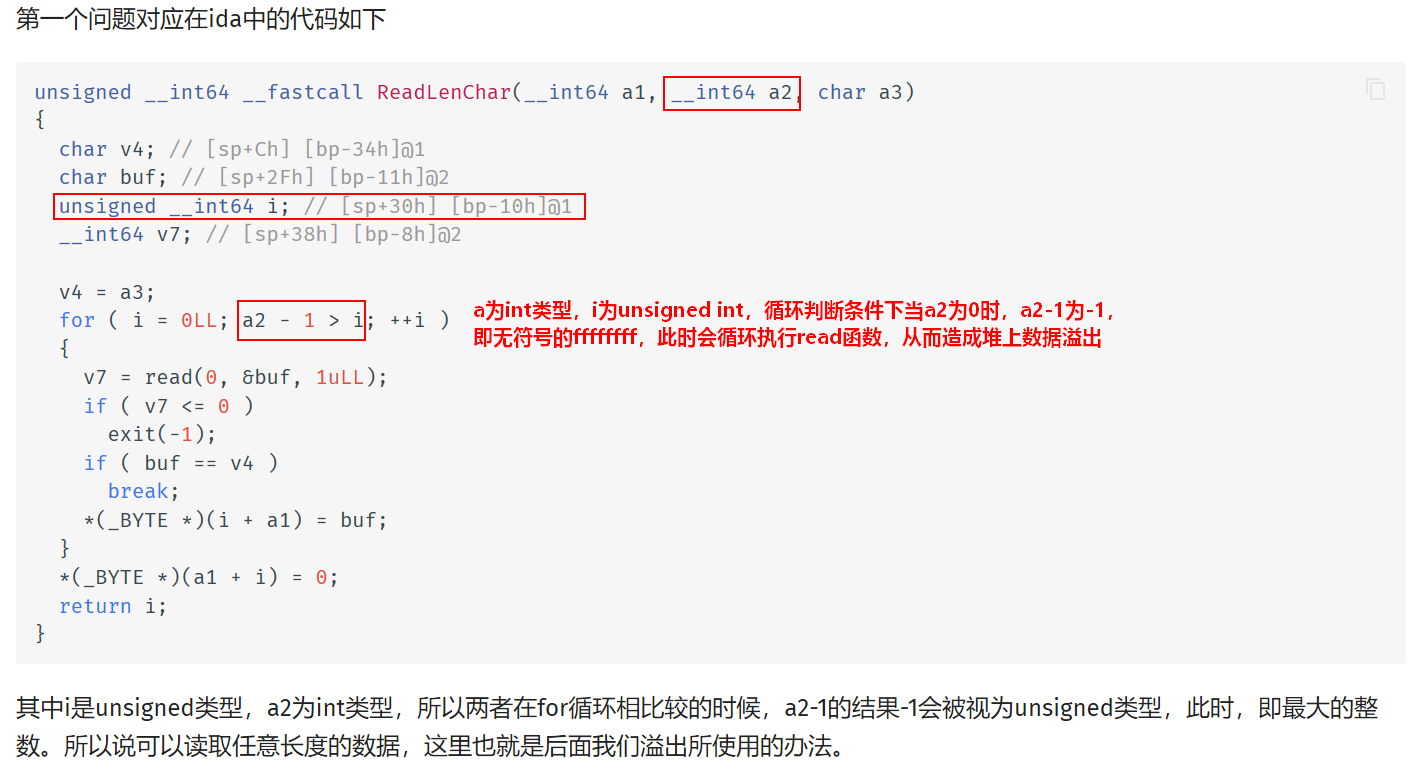 第一个问题对应在ida中的代码如下
unsigned __int64 __fastcall ReadLenChar(__int64 a1, __int64 a2, char a3)
{
  char v4; // [sp+Ch] [bp-34h]@1
  char buf; // [sp+2Fh] [bp-11h]@2
  unsigned __int64 i; // [sp+30h] [bp-10h]@1
  __int64 v7; // [sp+38h] [bp-8h]@2

  v4 = a3;
  for ( i = 0LL; a2 - 1 > i; ++i )
a为int类型，i为unsigned int，循环判断条件下当a2为0时，a2-1为-1，
即无符号的ffffffff，此时会循环执行read函数，从而造成堆上数据溢出
  {
    v7 = read(0, &buf, 1uLL);
    if ( v7 <= 0 )
      exit(-1);
    if ( buf == v4 )
      break;
    *(_BYTE *)(i + a1) = buf;
  }
  *(_BYTE *)(a1 + i) = 0;
  return i;
}
其中i是unsigned类型，a2为int类型，所以两者在for循环相比较的时候，a2-1的结果-1会被视为unsigned类型，此时，即最大的整
数。所以说可以读取任意长度的数据，这里也就是后面我们溢出所使用的办法。